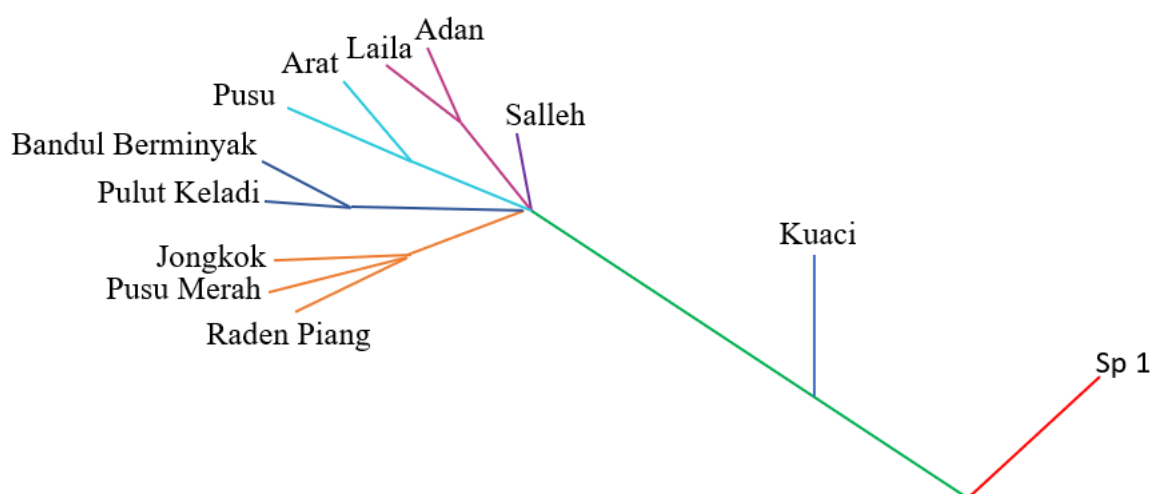 Adan
Laila
Arat
Pusu
Salleh
Bandul Berminyak
Pulut Keladi
Kuaci
Jongkok
Pusu Merah
Raden Piang
Sp 1